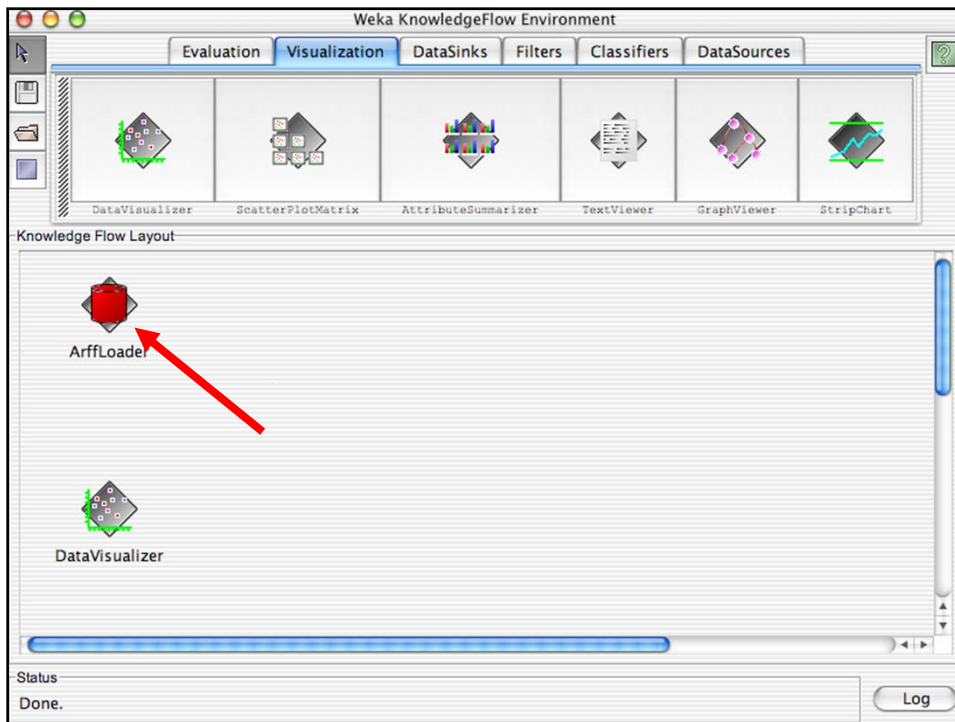 Weka KnowledgeFlow Environment
Evaluation Visualization DataSinks Filters Classifiers DataSources
?
DataVisualizer ScatterPlotMatrix AttributeSummarizer TextViewer GraphViewer StripChart
Knowledge Flow Layout
ArffLoader
DataVisualizer
Status
Done.
Log